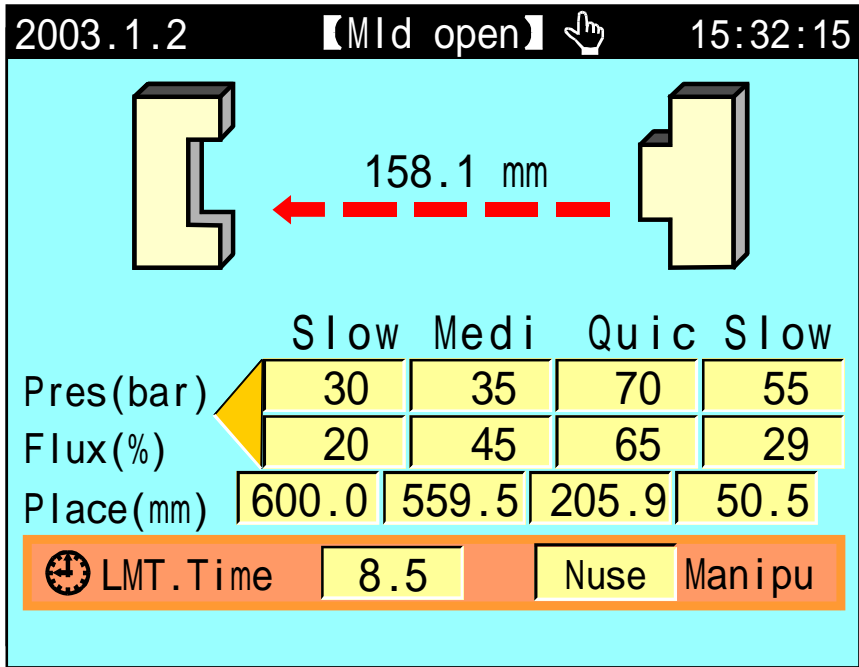 2003.1.2 【Mld open】 15:32:15
158.1 mm
Slow Medi Quic Slow
Pres(bar) 30 35 70 55
Flux(%) 20 45 65 29
Place(mm) 600.0 559.5 205.9 50.5
LMT.Time 8.5 Nuse Manipu